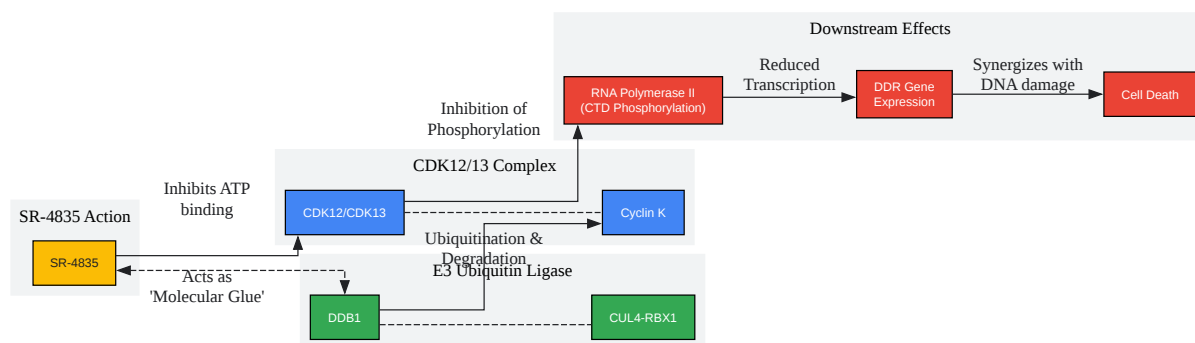 Downstream Effects
Reduced
Transcription
Synergizes with
DNA damage
RNA Polymerase II
(CTD Phosphorylation)
DDR Gene
Expression
Cell Death
Inhibition of
Phosphorylation
CDK12/13 Complex
Inhibits ATP
binding
CDK12/CDK13
Cyclin K
SR-4835 Action
SR-4835
Ubiquitination &
Degradation
E3 Ubiquitin Ligase
Acts as
'Molecular Glue'
DDB1
CUL4-RBX1